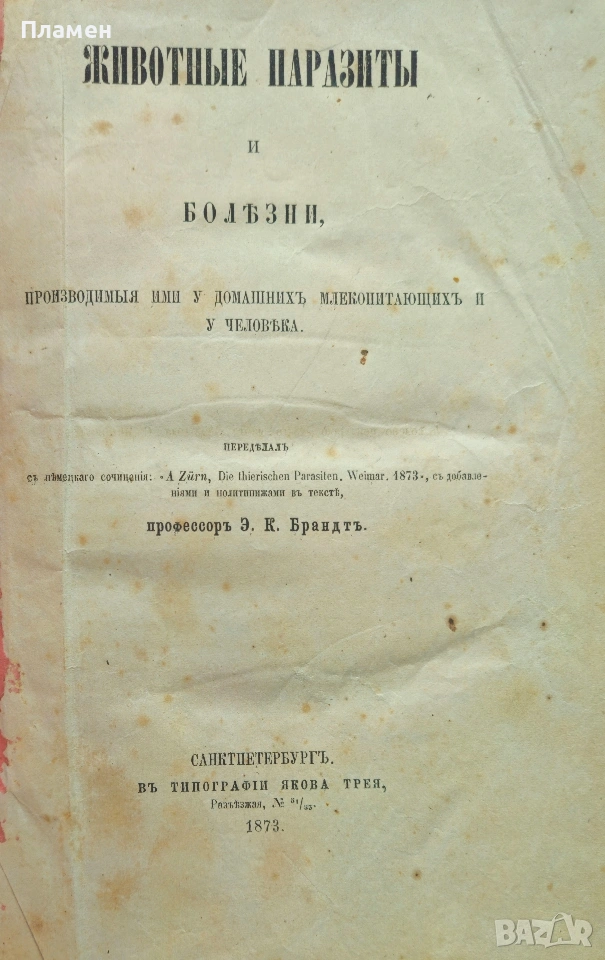 Пламен
ЖИВОТНЫЕ ПАРАЗИТЫ
И
БОЛѢЗНИ,
ПРОИЗВОДИМЫЯ ИМИ У ДОМАШНИХЪ МЛЕКОПИТАЮЩИХЪ И
У ЧЕЛОВѢКА.
ПЕРЕДѢЛАЛЪ
съ нѣмецкаго сочиненія: «A Zürn, Die thierischen Parasiten. Weimar. 1873», съ добавле-
ніями и политипажами въ текстѣ,
профессоръ Э. К. Брандтъ.
САНКТПЕТЕРБУРГЪ.
ВЪ ТИПОГРАФІИ ЯКОВА ТРЕЯ,
Разъѣзжая, № 31/33.
1873.
BAZAR